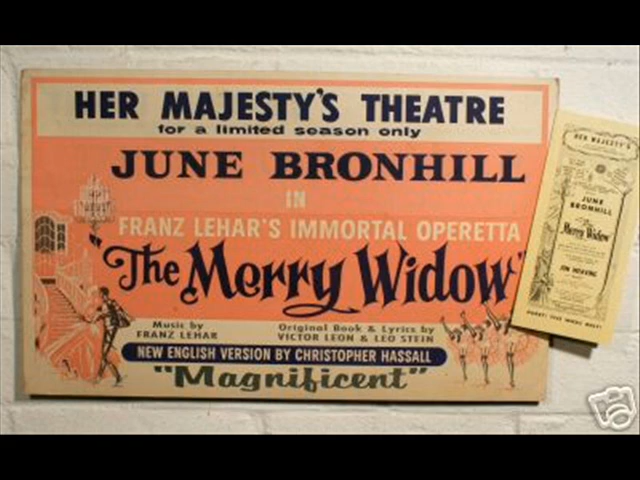 HER MAJESTY'S THEATRE
for a limited season only
JUNE BRONHILL
IN
FRANZ LEHAR'S IMMORTAL OPERETTA
"The Merry Widow"
Music by
FRANZ LEHAR
Original Book & Lyrics by
VICTOR LEON & LEO STEIN
NEW ENGLISH VERSION BY CHRISTOPHER HASSALL
"Magnificent"
HER MAJESTY'S
JUNE
BRONHILL
The
Merry Widow